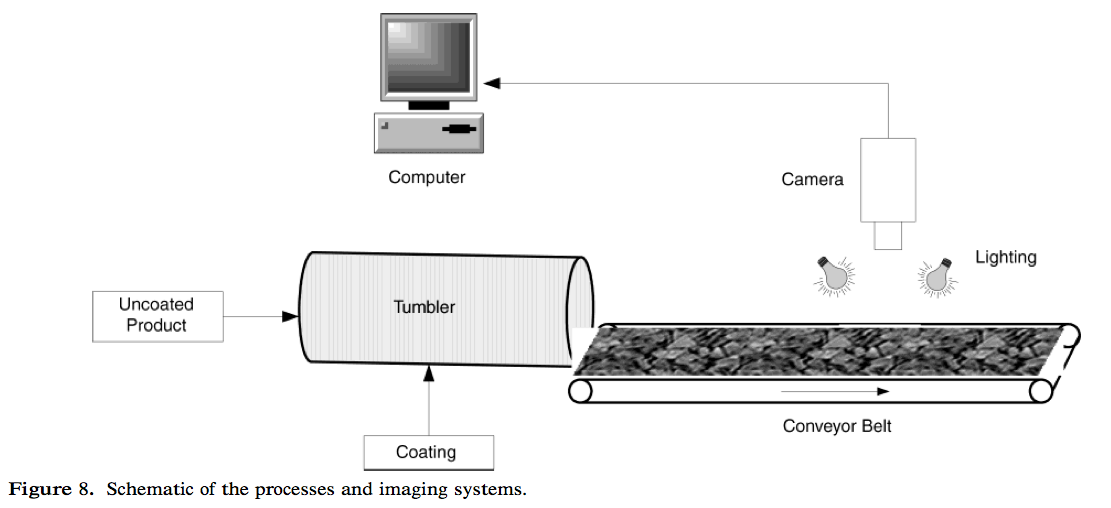 Computer
Camera
Lighting
Uncoated
Product
Tumbler
Coating
Conveyor Belt
Figure 8. Schematic of the processes and imaging systems.